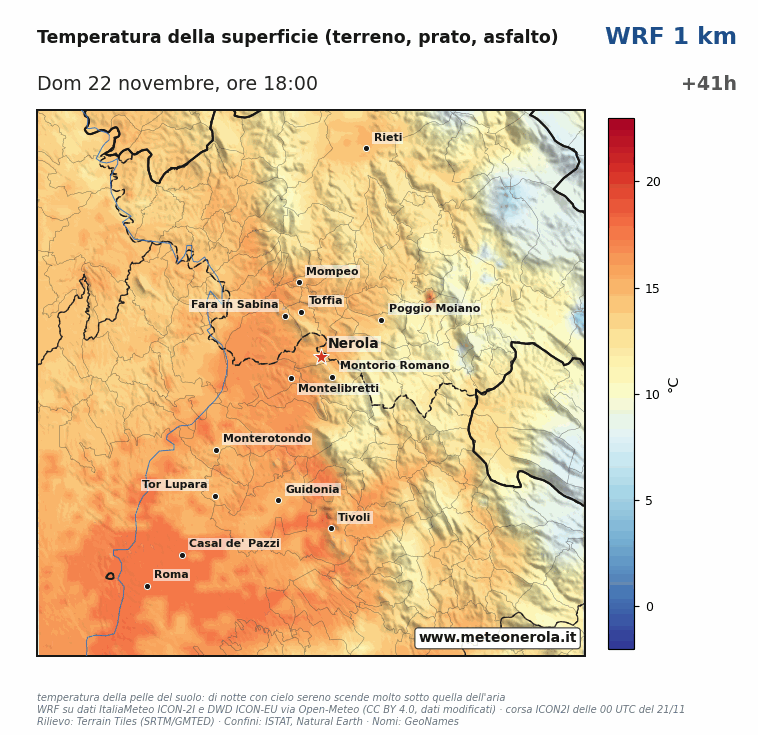 Temperatura della superficie (terreno, prato, asfalto)
WRF 1 km
Dom 22 novembre, ore 18:00
+41h
Rieti
20
Mompeo
Fara in Sabina
Toffia
Poggio Moiano
15
Nerola
Montorio Romano
Montelibretti
10
°C
Monterotondo
Tor Lupara
Guidonia
5
Tivoli
Casal de' Pazzi
Roma
0
www.meteonerola.it
temperatura della pelle del suolo: di notte con cielo sereno scende molto sotto quella dell'aria
WRF su dati ItaliaMeteo ICON-2I e DWD ICON-EU via Open-Meteo (CC BY 4.0, dati modificati) · corsa ICON2I delle 00 UTC del 21/11
Rilievo: Terrain Tiles (SRTM/GMTED) · Confini: ISTAT, Natural Earth · Nomi: GeoNames